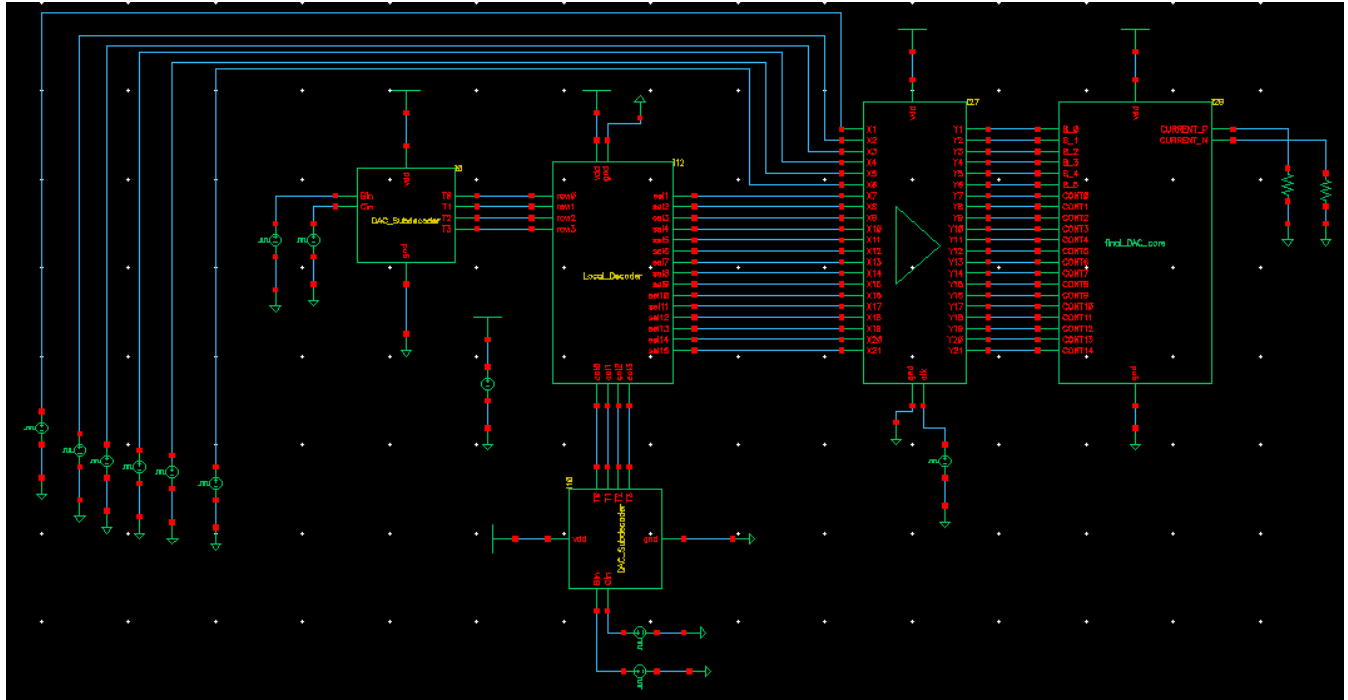 I27
I28
vdd
vdd
X1 Y1 B_0 CURRENT_P
X2 Y2 B_1 CURRENT_N
X3 Y3 B_2
X4 Y4 B_3
X5 Y5 B_4
X6 Y6 B_5
X7 Y7 CONT0
X8 Y8 CONT1
X9 Y9 CONT2
X10 Y10 CONT3
X11 Y11 CONT4
X12 Y12 CONT5
X13 Y13 CONT6
X14 Y14 CONT7
X15 Y15 CONT8
X16 Y16 CONT9
X17 Y17 CONT10
X18 Y18 CONT11
X19 Y19 CONT12
X20 Y20 CONT13
X21 Y21 CONT14
gnd clk
gnd
final_DAC_core
vdd
Bin T0
Cin T1
T2
T3
DAC_Subdecoder
gnd
I12
vdd gnd
row0
row1
row2
row3
Local_Decoder
sel1
sel2
sel3
sel4
sel5
sel6
sel7
sel8
sel9
sel10
sel11
sel12
sel13
sel14
sel15
col0 col1 col2 col3
I10
T0 T1 T2 T3
vdd
gnd
DAC_Subdecoder
Bin Cin